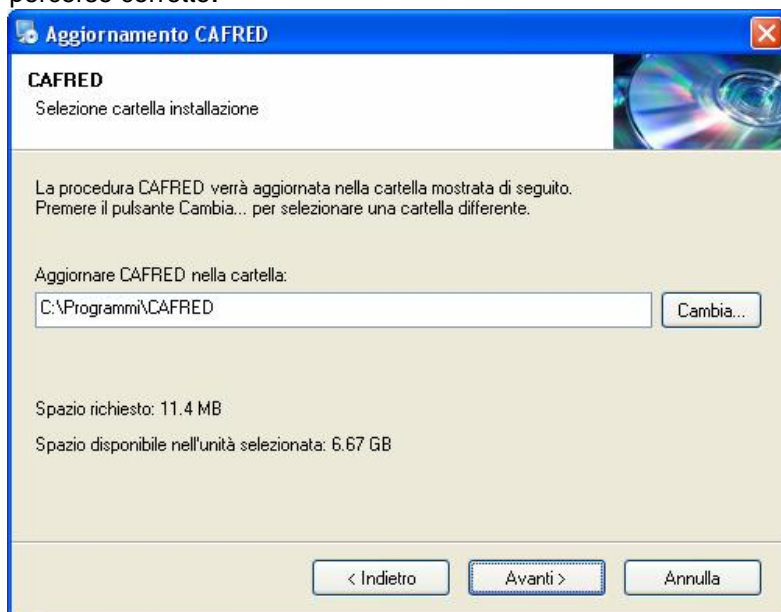 percorso corretto.
Aggiornamento CAFRED
CAFRED
Selezione cartella installazione
La procedura CAFRED verrà aggiornata nella cartella mostrata di seguito.
Premere il pulsante Cambia... per selezionare una cartella differente.
Aggiornare CAFRED nella cartella:
C:\Programmi\CAFRED
Cambia...
Spazio richiesto: 11.4 MB
Spazio disponibile nell'unità selezionata: 6.67 GB
< Indietro
Avanti >
Annulla